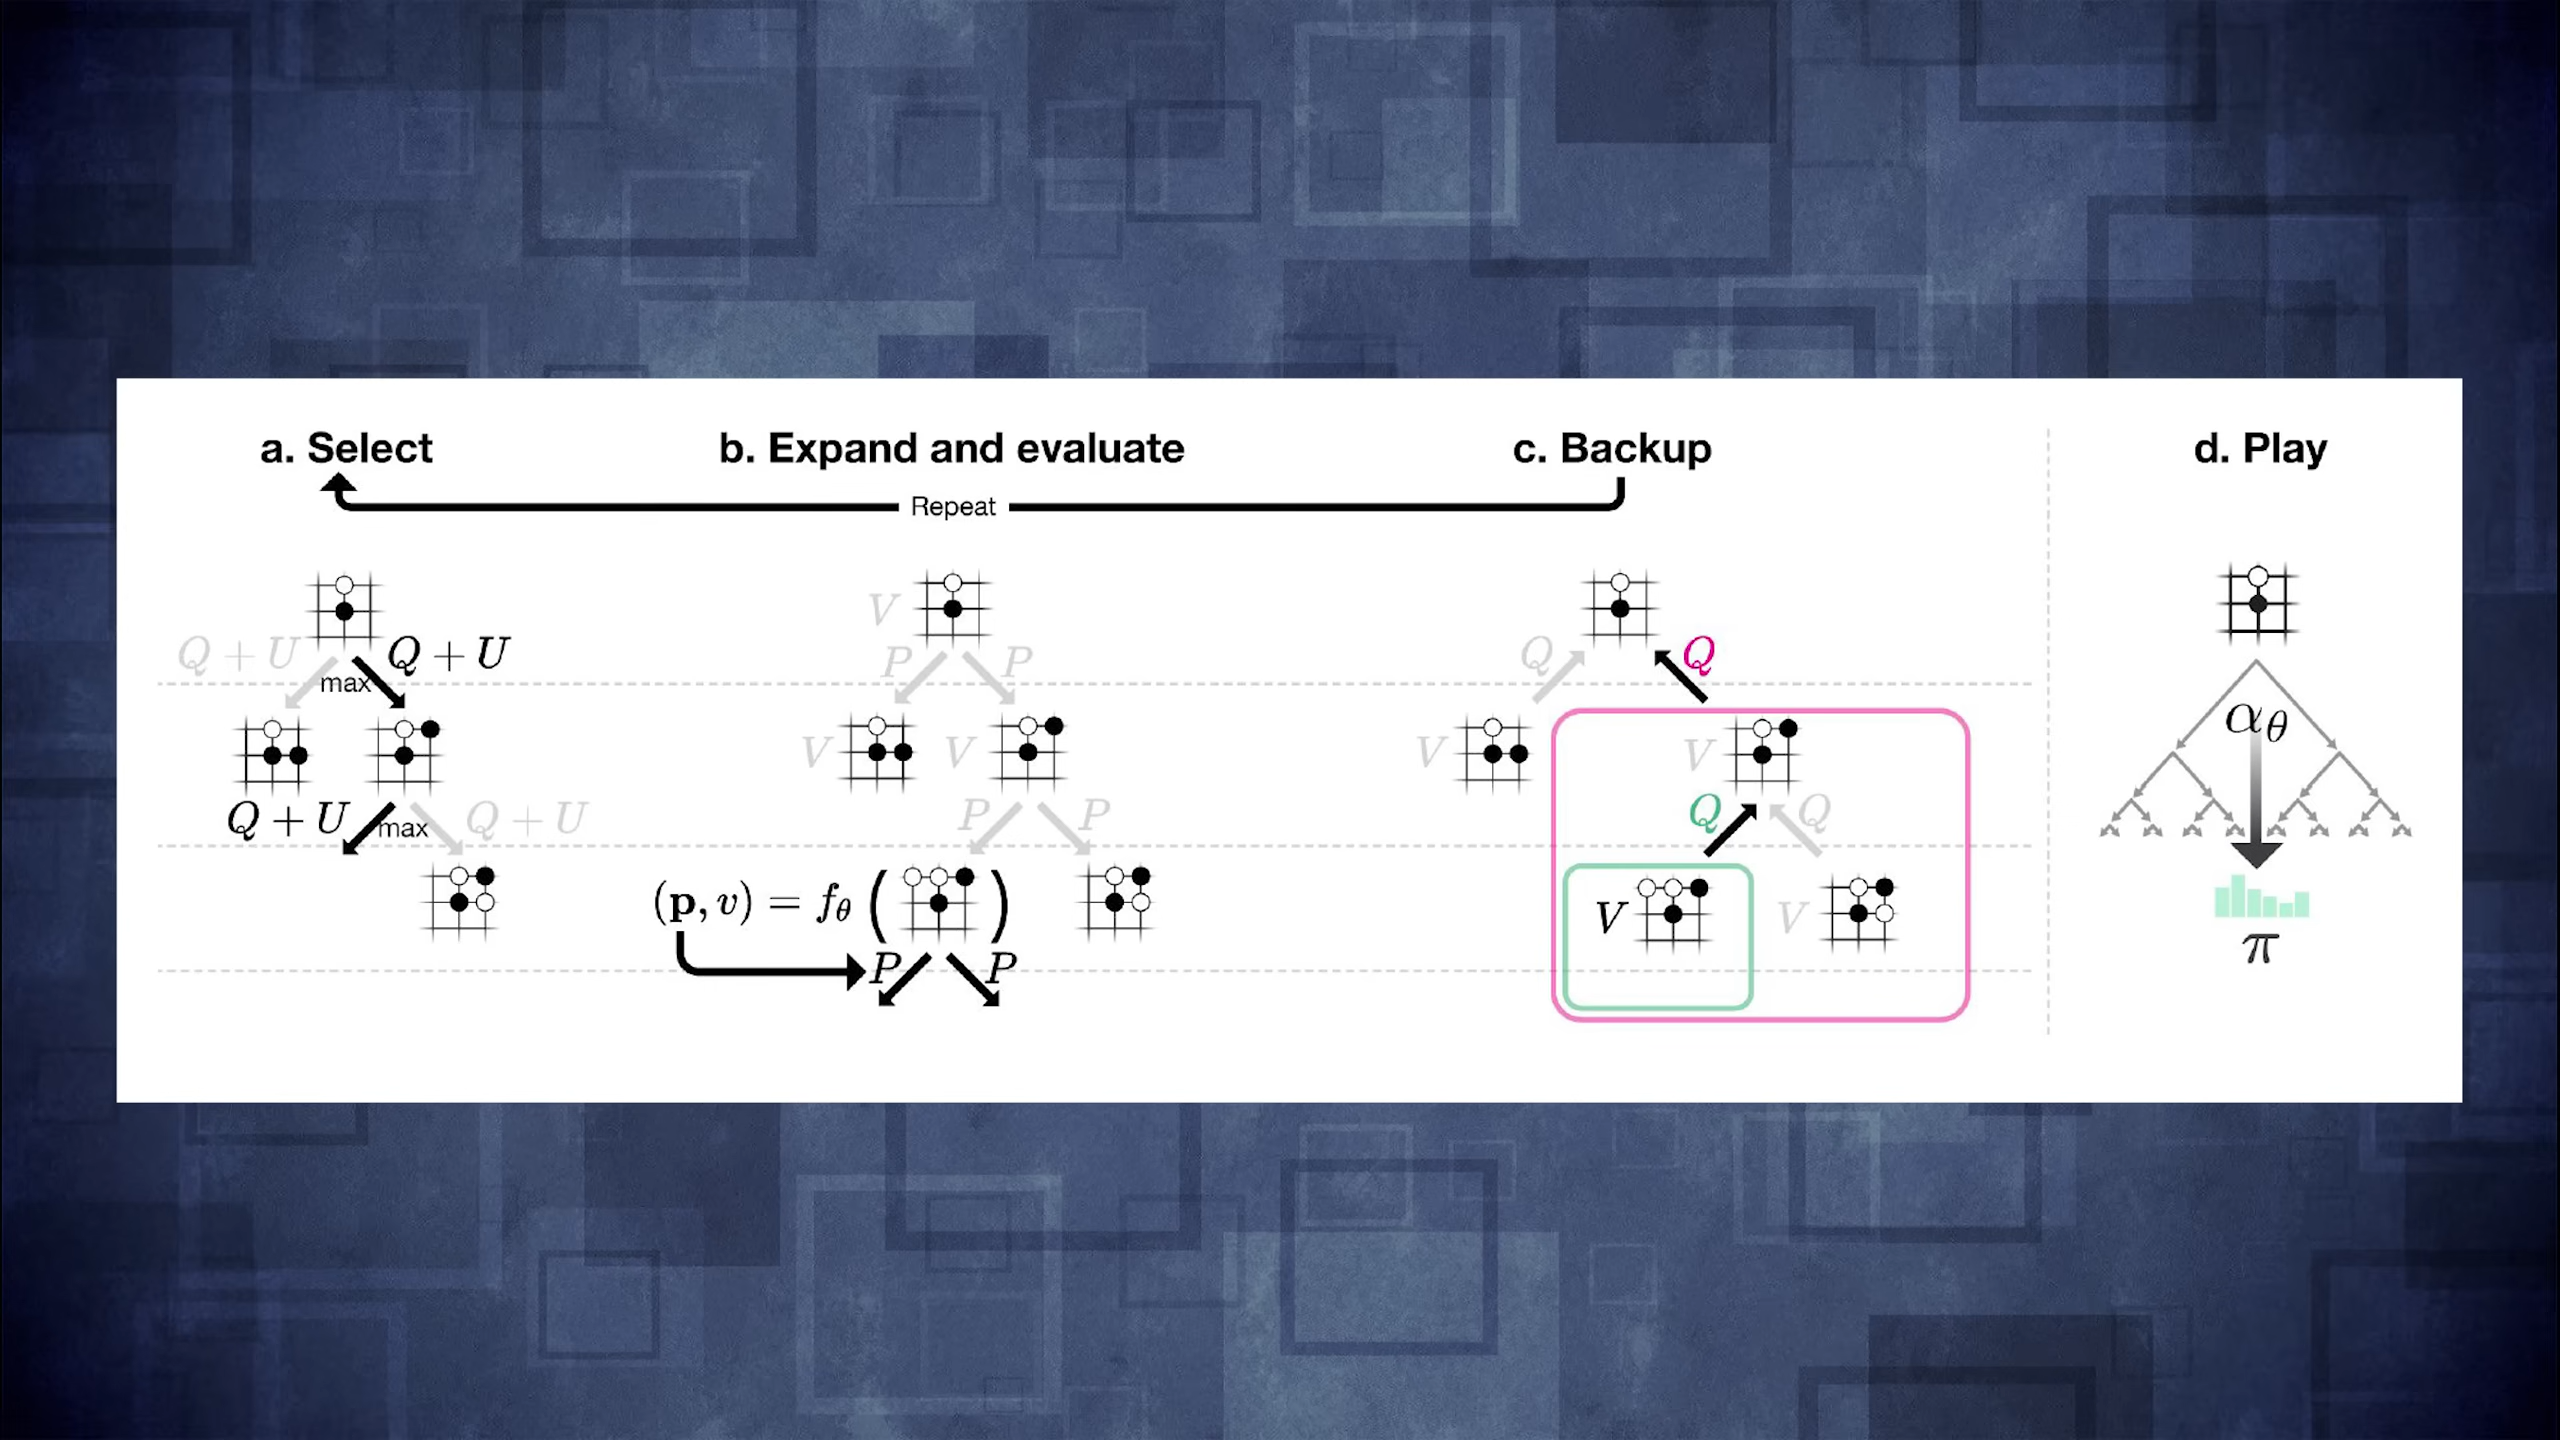 a. Select
b. Expand and evaluate
c. Backup
d. Play
Repeat
Q + U
Q + U
max
Q + U
max
Q + U
V
P
P
V
V
P
P
(p, v) = fθ ( )
P
P
Q
Q
V
V
Q
Q
V
V
αθ
π